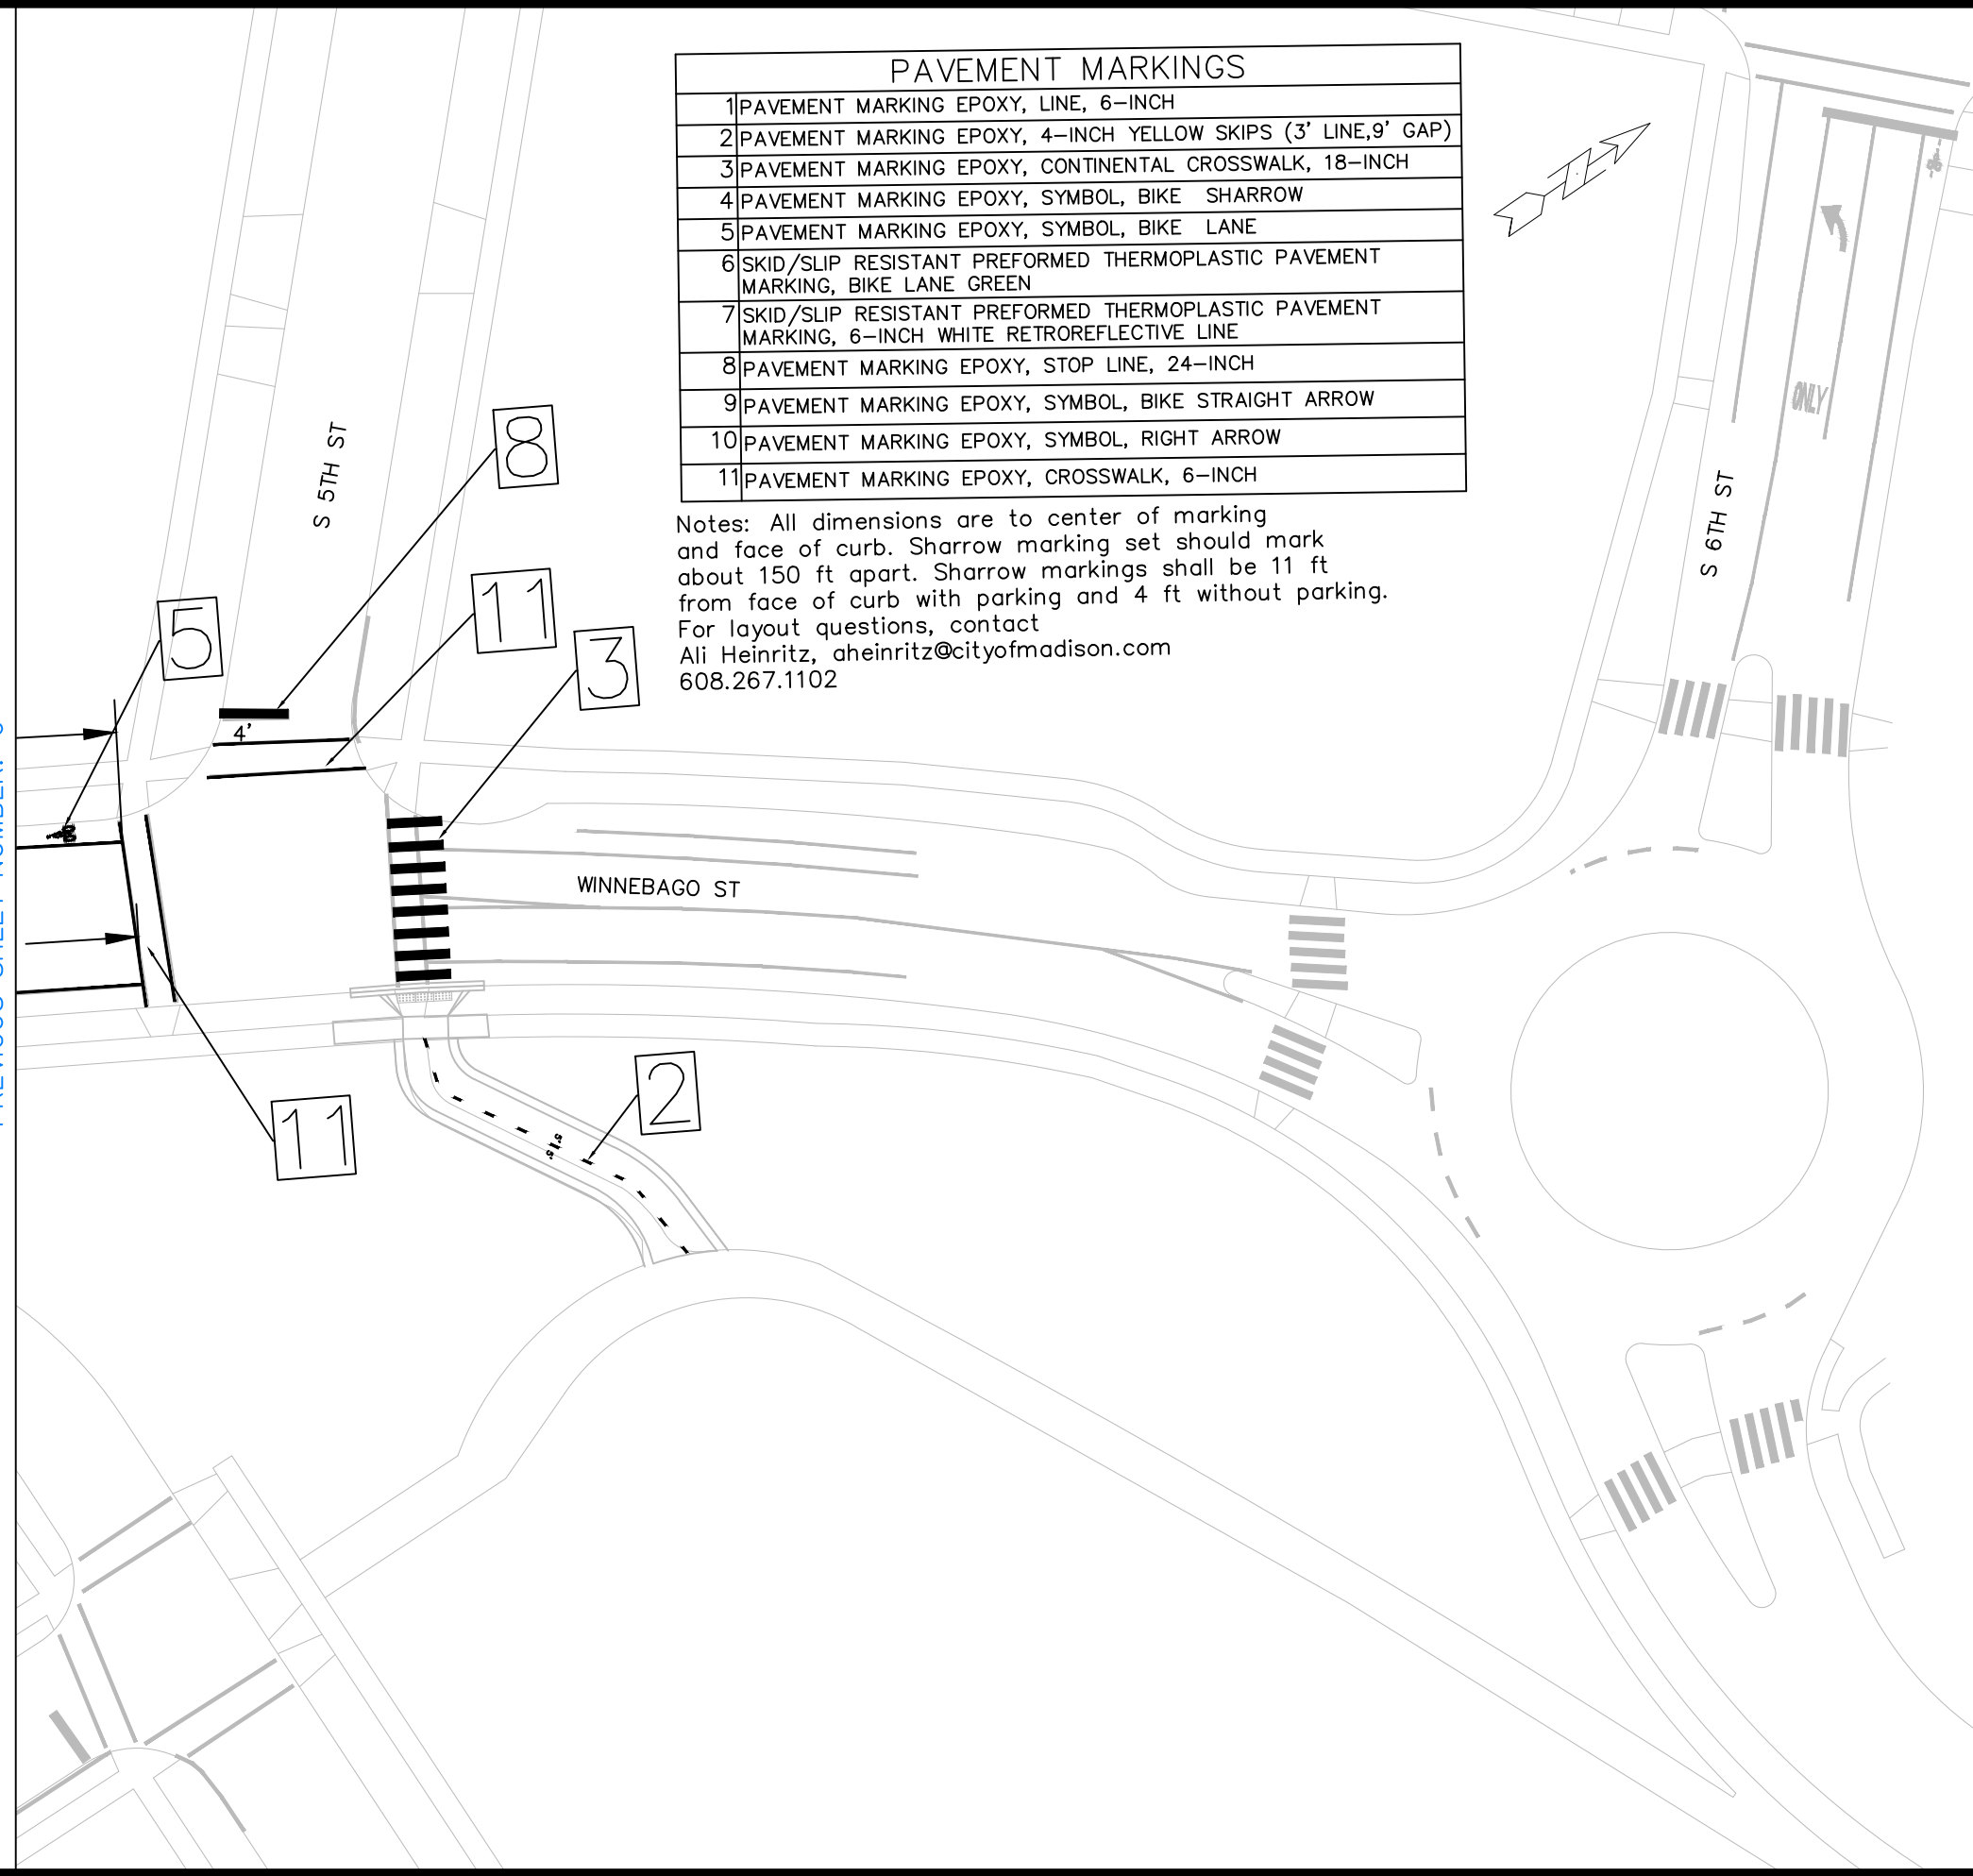 PAVEMENT MARKINGS
1 PAVEMENT MARKING EPOXY, LINE, 6-INCH
2 PAVEMENT MARKING EPOXY, 4-INCH YELLOW SKIPS (3' LINE,9' GAP)
3 PAVEMENT MARKING EPOXY, CONTINENTAL CROSSWALK, 18-INCH
4 PAVEMENT MARKING EPOXY, SYMBOL, BIKE SHARROW
5 PAVEMENT MARKING EPOXY, SYMBOL, BIKE LANE
6 SKID/SLIP RESISTANT PREFORMED THERMOPLASTIC PAVEMENT
MARKING, BIKE LANE GREEN
7 SKID/SLIP RESISTANT PREFORMED THERMOPLASTIC PAVEMENT
MARKING, 6-INCH WHITE RETROREFLECTIVE LINE
8 PAVEMENT MARKING EPOXY, STOP LINE, 24-INCH
9 PAVEMENT MARKING EPOXY, SYMBOL, BIKE STRAIGHT ARROW
10 PAVEMENT MARKING EPOXY, SYMBOL, RIGHT ARROW
11 PAVEMENT MARKING EPOXY, CROSSWALK, 6-INCH
Notes: All dimensions are to center of marking
and face of curb. Sharrow marking set should mark
about 150 ft apart. Sharrow markings shall be 11 ft
from face of curb with parking and 4 ft without parking.
For layout questions, contact
Ali Heinritz, aheinritz@cityofmadison.com
608.267.1102
N
ONLY
S 5TH ST
S 6TH ST
8
11
5
3
4'
WINNEBAGO ST
2
5'
5'
11